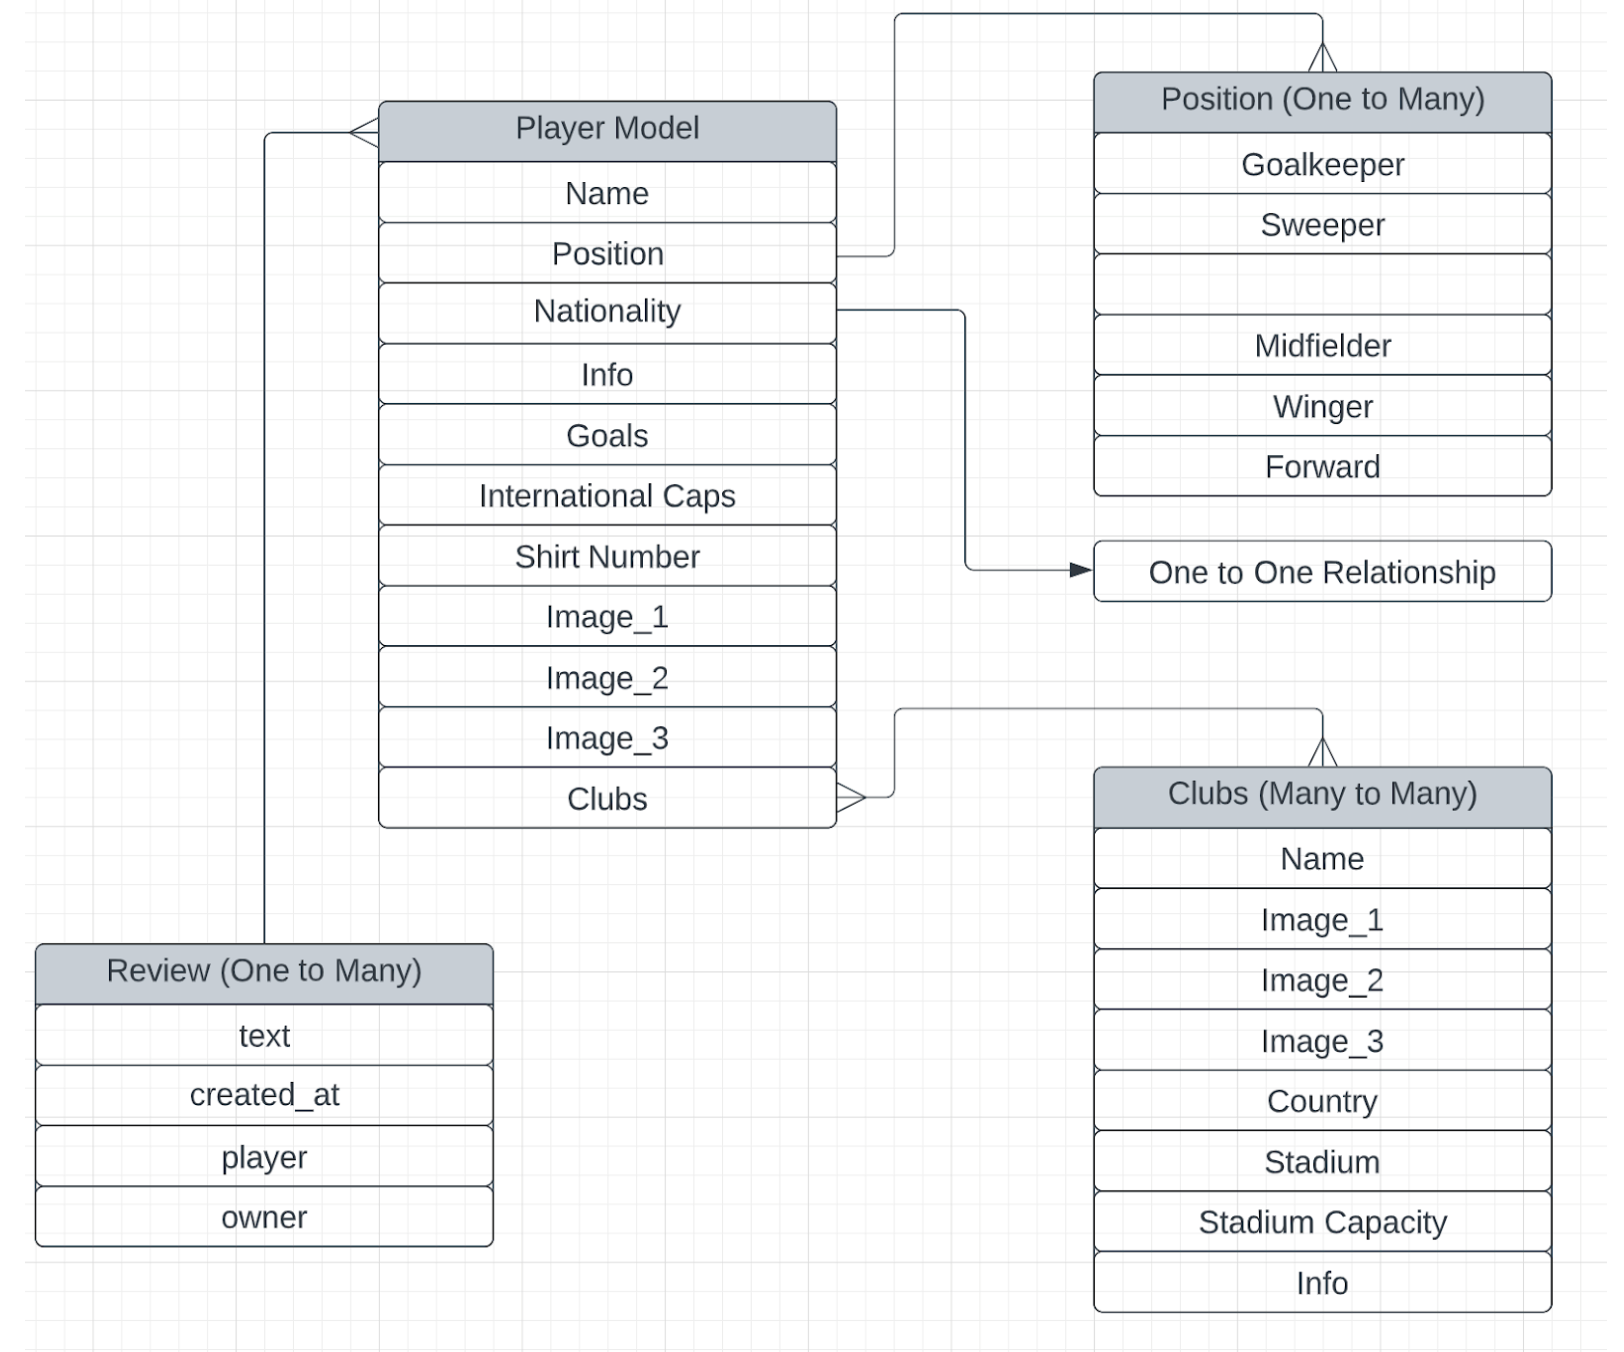 Player Model
Name
Position
Nationality
Info
Goals
International Caps
Shirt Number
Image_1
Image_2
Image_3
Clubs
Position (One to Many)
Goalkeeper
Sweeper
Midfielder
Winger
Forward
One to One Relationship
Clubs (Many to Many)
Name
Image_1
Image_2
Image_3
Country
Stadium
Stadium Capacity
Info
Review (One to Many)
text
created_at
player
owner